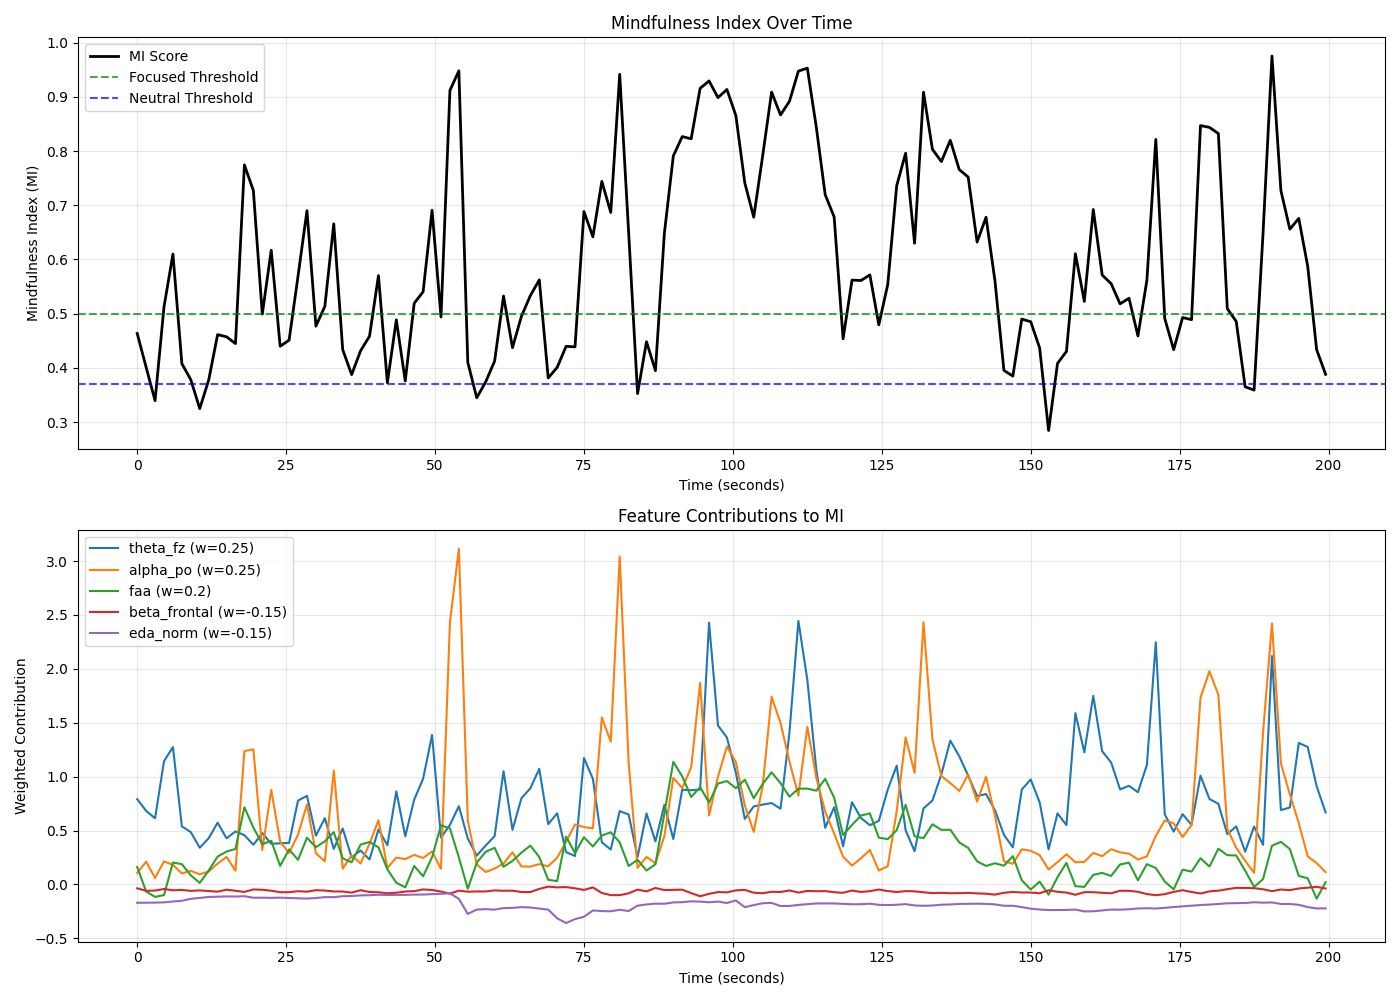 Mindfulness Index Over Time
MI Score
Focused Threshold
Neutral Threshold
Mindfulness Index (MI)
1.0
0.9
0.8
0.7
0.6
0.5
0.4
0.3
0 25 50 75 100 125 150 175 200
Time (seconds)
Feature Contributions to MI
theta_fz (w=0.25)
alpha_po (w=0.25)
faa (w=0.2)
beta_frontal (w=-0.15)
eda_norm (w=-0.15)
Weighted Contribution
3.0
2.5
2.0
1.5
1.0
0.5
0.0
−0.5
0 25 50 75 100 125 150 175 200
Time (seconds)